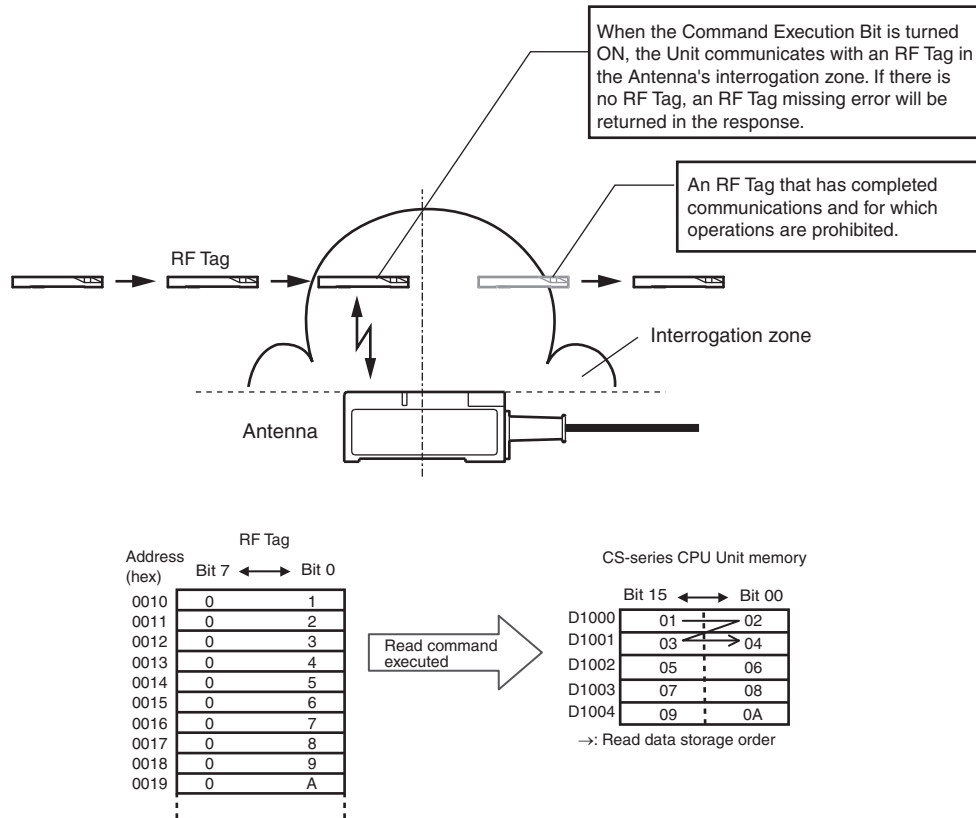 When the Command Execution Bit is turned
ON, the Unit communicates with an RF Tag in
the Antenna's interrogation zone. If there is
no RF Tag, an RF Tag missing error will be
returned in the response.
An RF Tag that has completed
communications and for which
operations are prohibited.
RF Tag
Interrogation zone
Antenna
RF Tag
Address
(hex)
Bit 7 Bit 0
0010 0 1
0011 0 2
0012 0 3
0013 0 4
0014 0 5
0015 0 6
0016 0 7
0017 0 8
0018 0 9
0019 0 A
Read command
executed
CS-series CPU Unit memory
Bit 15 Bit 00
D1000 01 02
D1001 03 04
D1002 05 06
D1003 07 08
D1004 09 0A
→: Read data storage order